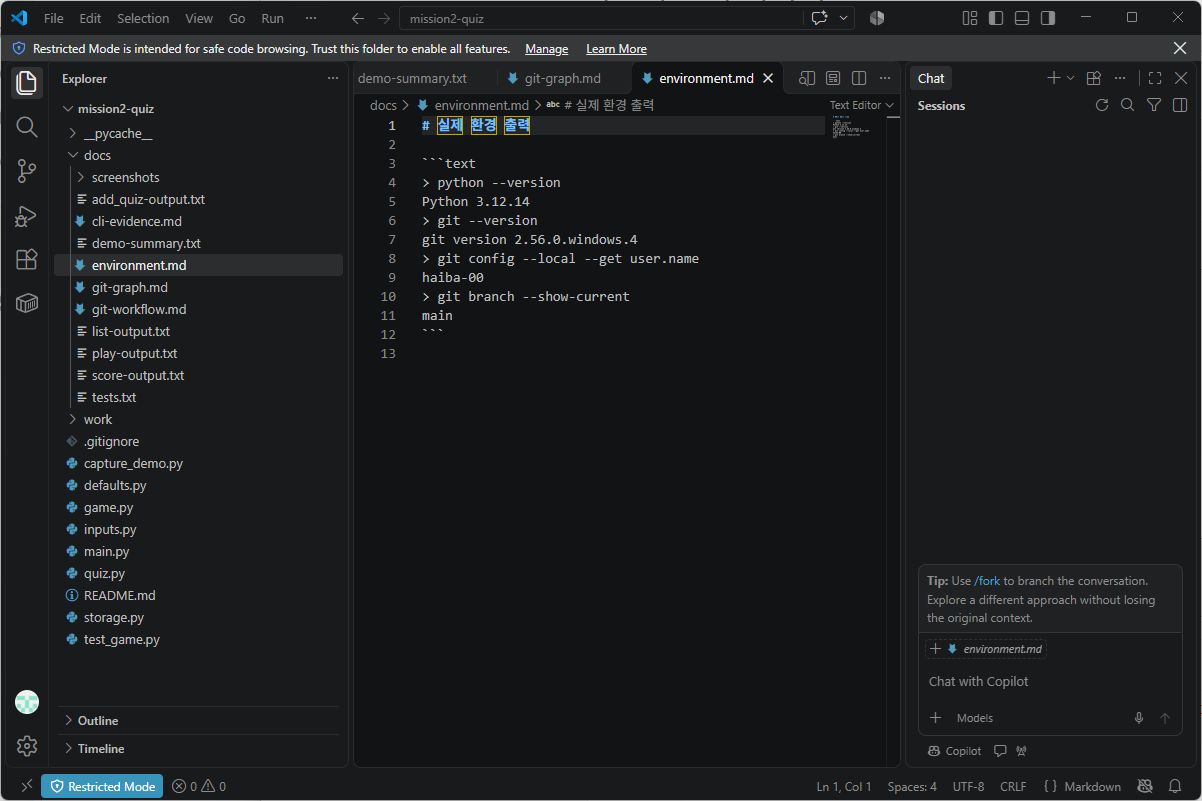 File Edit Selection View Go Run ···
mission2-quiz
Restricted Mode is intended for safe code browsing. Trust this folder to enable all features. Manage Learn More
Explorer
mission2-quiz
__pycache__
docs
screenshots
add_quiz-output.txt
cli-evidence.md
demo-summary.txt
environment.md
git-graph.md
git-workflow.md
list-output.txt
play-output.txt
score-output.txt
tests.txt
work
.gitignore
capture_demo.py
defaults.py
game.py
inputs.py
main.py
quiz.py
README.md
storage.py
test_game.py
Outline
Timeline
demo-summary.txt git-graph.md environment.md
docs > environment.md > abc # 실제 환경 출력
Text Editor
1 # 실제 환경 출력
2
3 ```text
4 > python --version
5 Python 3.12.14
6 > git --version
7 git version 2.56.0.windows.4
8 > git config --local --get user.name
9 haiba-00
10 > git branch --show-current
11 main
12 ```
13
Chat
Sessions
Tip: Use /fork to branch the conversation.
Explore a different approach without losing
the original context.
environment.md
Chat with Copilot
Models
Copilot
Restricted Mode 0 0 Ln 1, Col 1 Spaces: 4 UTF-8 CRLF { } Markdown